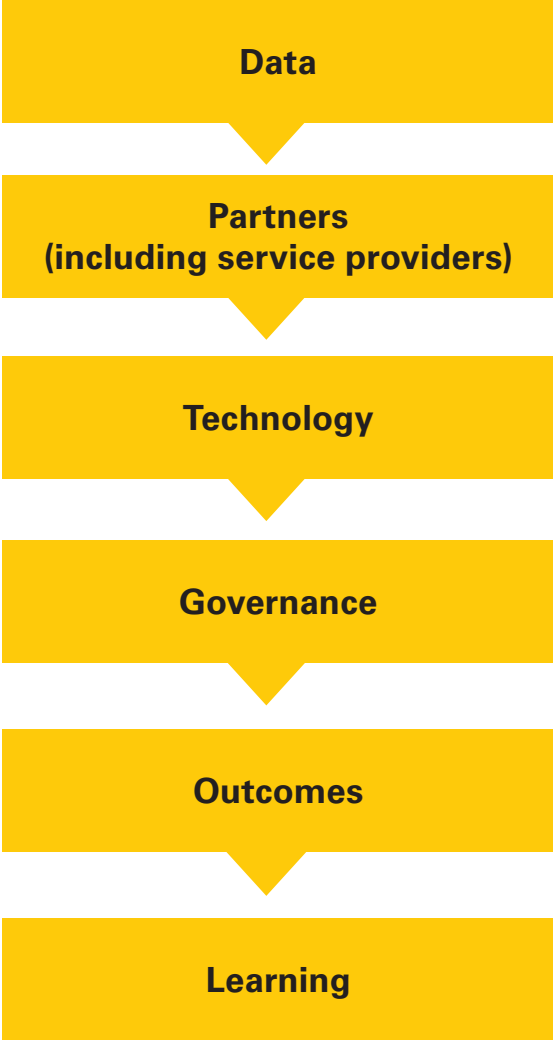 Data
Partners
(including service providers)
Technology
Governance
Outcomes
Learning